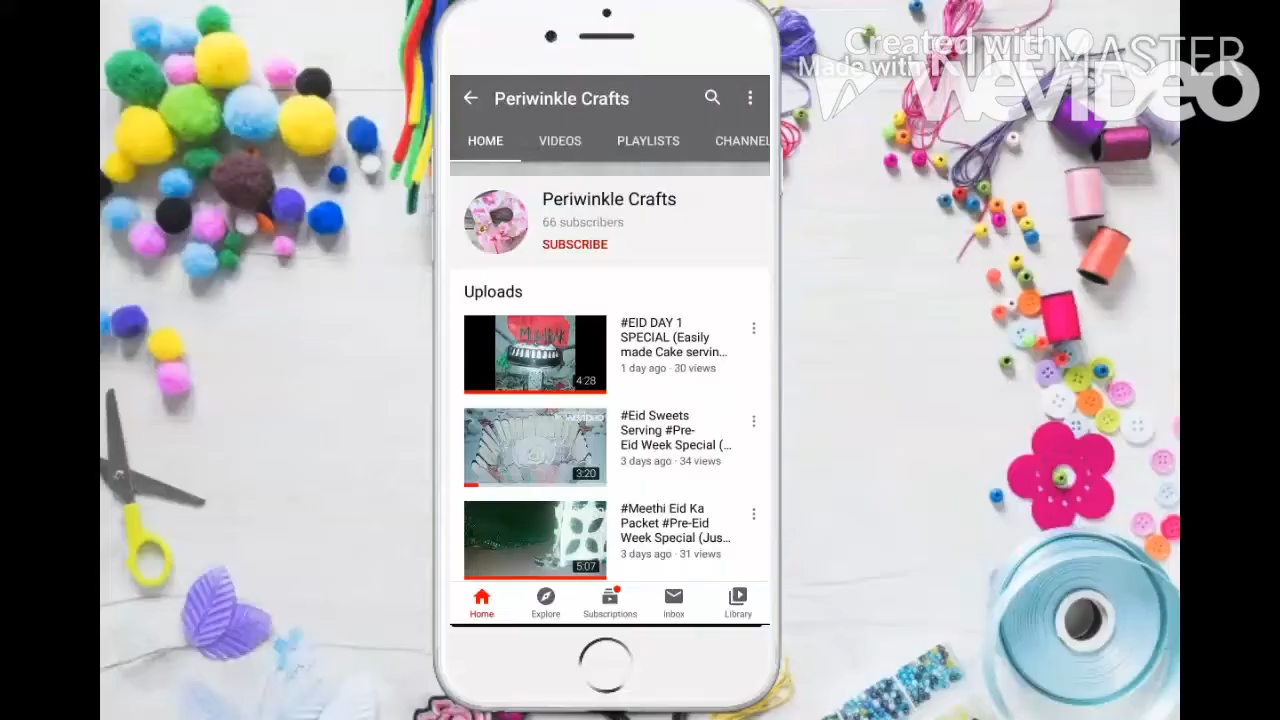 Created with
KINEMASTER
Made with
WEVIDEO
Periwinkle Crafts
HOME VIDEOS PLAYLISTS CHANNEL
Periwinkle Crafts
66 subscribers
SUBSCRIBE
Uploads
#EID DAY 1
SPECIAL (Easily
made Cake servin...
1 day ago · 30 views
4:28
#Eid Sweets
Serving #Pre-
Eid Week Special (...
3 days ago · 34 views
WEVIDEO
3:20
#Meethi Eid Ka
Packet #Pre-Eid
Week Special (Jus...
3 days ago · 31 views
5:07
Home Explore Subscriptions Inbox Library